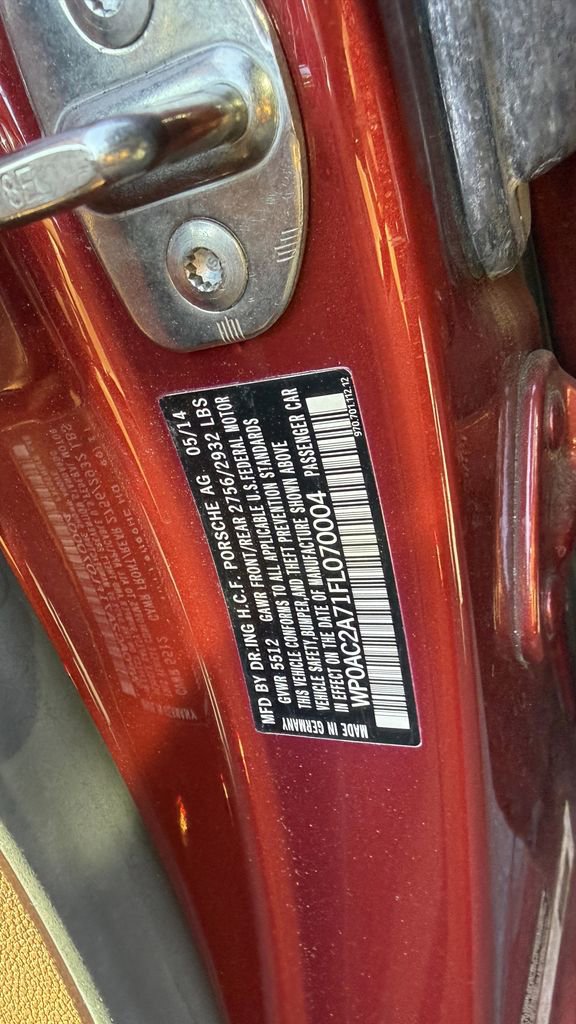 MFD BY DR.ING H.C.F. PORSCHE AG 05/14
GVWR 5512 GAWR FRONT/REAR 2756/2932 LBS
THIS VEHICLE CONFORMS TO ALL APPLICABLE U.S.FEDERAL MOTOR
VEHICLE SAFETY,BUMPER,AND THEFT PREVENTION STANDARDS
IN EFFECT ON THE DATE OF MANUFACTURE SHOWN ABOVE
WP0AC2A71FL070004 PASSENGER CAR
MADE IN GERMANY
970.701.112.12